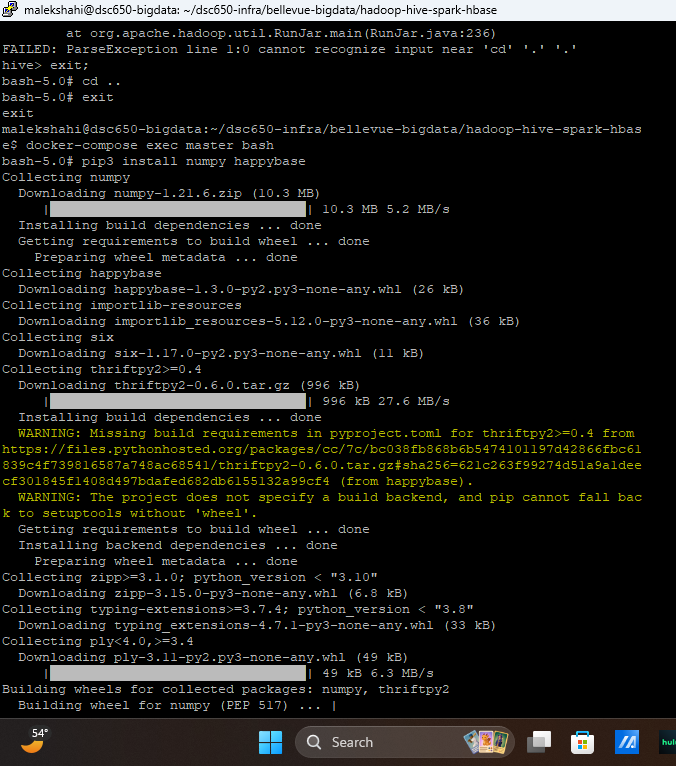 malekshahi@dsc650-bigdata: ~/dsc650-infra/bellevue-bigdata/hadoop-hive-spark-hbase
at org.apache.hadoop.util.RunJar.main(RunJar.java:236)
FAILED: ParseException line 1:0 cannot recognize input near 'cd' '.' '.'
hive> exit;
bash-5.0# cd ..
bash-5.0# exit
exit
malekshahi@dsc650-bigdata:~/dsc650-infra/bellevue-bigdata/hadoop-hive-spark-hbas
e$ docker-compose exec master bash
bash-5.0# pip3 install numpy happybase
Collecting numpy
  Downloading numpy-1.21.6.zip (10.3 MB)
     |████████████████████████████████| 10.3 MB 5.2 MB/s
  Installing build dependencies ... done
  Getting requirements to build wheel ... done
    Preparing wheel metadata ... done
Collecting happybase
  Downloading happybase-1.3.0-py2.py3-none-any.whl (26 kB)
Collecting importlib-resources
  Downloading importlib_resources-5.12.0-py3-none-any.whl (36 kB)
Collecting six
  Downloading six-1.17.0-py2.py3-none-any.whl (11 kB)
Collecting thriftpy2>=0.4
  Downloading thriftpy2-0.6.0.tar.gz (996 kB)
     |████████████████████████████████| 996 kB 27.6 MB/s
  Installing build dependencies ... done
  WARNING: Missing build requirements in pyproject.toml for thriftpy2>=0.4 from
https://files.pythonhosted.org/packages/cc/7c/bc038fb868b6b5474101197d42866fbc61
839c4f739816587a748ac68541/thriftpy2-0.6.0.tar.gz#sha256=621c263f99274d51a9a1dee
cf301845f1408d497bdafed682db6155132a99cf4 (from happybase).
  WARNING: The project does not specify a build backend, and pip cannot fall bac
k to setuptools without 'wheel'.
  Getting requirements to build wheel ... done
  Installing backend dependencies ... done
    Preparing wheel metadata ... done
Collecting zipp>=3.1.0; python_version < "3.10"
  Downloading zipp-3.15.0-py3-none-any.whl (6.8 kB)
Collecting typing-extensions>=3.7.4; python_version < "3.8"
  Downloading typing_extensions-4.7.1-py3-none-any.whl (33 kB)
Collecting ply<4.0,>=3.4
  Downloading ply-3.11-py2.py3-none-any.whl (49 kB)
     |████████████████████████████████| 49 kB 6.3 MB/s
Building wheels for collected packages: numpy, thriftpy2
  Building wheel for numpy (PEP 517) ... |
54°
Search
hulu